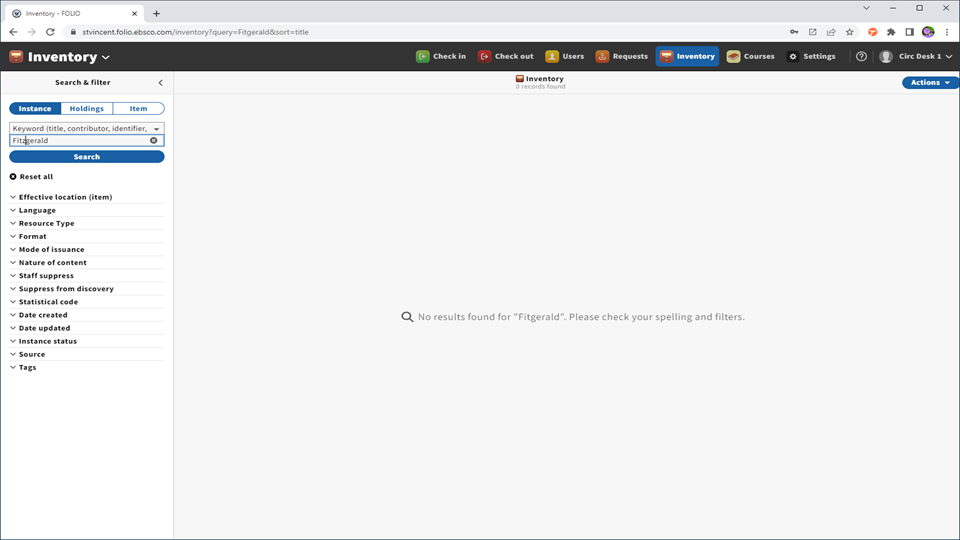 Inventory - FOLIO
stvincent.folio.ebsco.com/inventory?query=Fitgerald&sort=title
Inventory
Check in
Check out
Users
Requests
Inventory
Courses
Settings
Circ Desk 1
Search & filter
Inventory
0 records found
Actions
Instance
Holdings
Item
Keyword (title, contributor, identifier,
Fitzgerald
Search
Reset all
Effective location (item)
Language
Resource Type
Format
Mode of issuance
Nature of content
Staff suppress
Suppress from discovery
Statistical code
Date created
Date updated
Instance status
Source
Tags
No results found for "Fitgerald". Please check your spelling and filters.